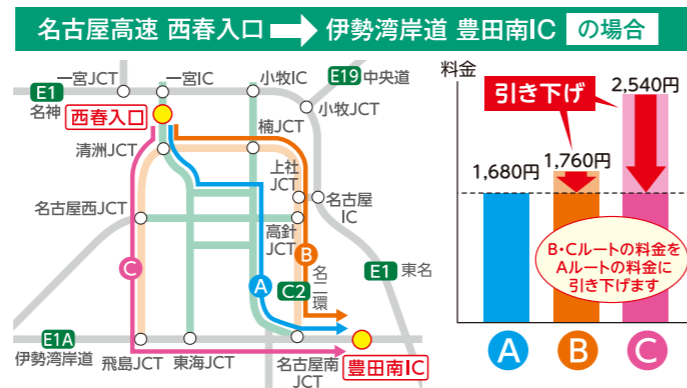 名古屋高速 西春入口 伊勢湾岸道 豊田南IC の場合
一宮JCT
一宮IC
小牧IC
E19 中央道
E1
名神
西春入口
小牧JCT
楠JCT
清洲JCT
上社
JCT
名古屋
IC
名古屋西JCT
高針
JCT
C
B
A
名二環
C2
E1 東名
E1A
伊勢湾岸道
飛島JCT
東海JCT
名古屋南
JCT
豊田南IC
料金
引き下げ
2,540円
1,680円
1,760円
B・Cルートの料金を
Aルートの料金に
引き下げます
A
B
C